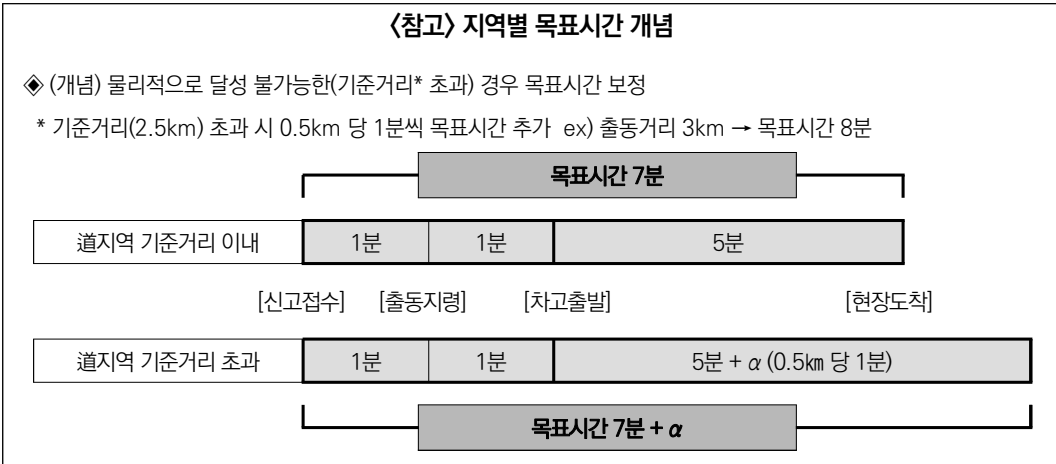 〈참고〉 지역별 목표시간 개념
◈ (개념) 물리적으로 달성 불가능한(기준거리* 초과) 경우 목표시간 보정
* 기준거리(2.5km) 초과 시 0.5km 당 1분씩 목표시간 추가 ex) 출동거리 3km → 목표시간 8분
목표시간 7분
道지역 기준거리 이내 1분 1분 5분
[신고접수] [출동지령] [차고출발] [현장도착]
道지역 기준거리 초과 1분 1분 5분 + α (0.5㎞ 당 1분)
목표시간 7분 + α